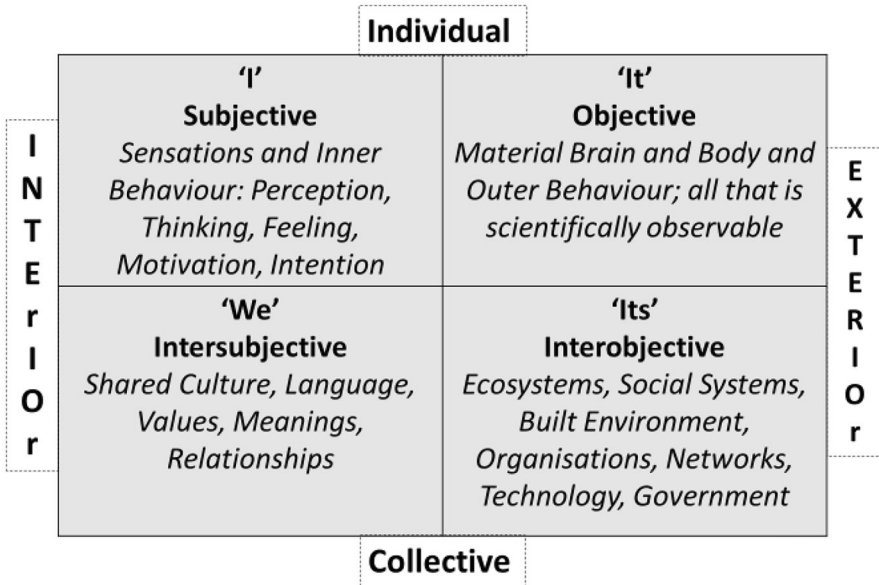 Individual
'I'
Subjective
Sensations and Inner
Behaviour: Perception,
Thinking, Feeling,
Motivation, Intention
'It'
Objective
Material Brain and Body and
Outer Behaviour; all that is
scientifically observable
I
N
T
E
r
I
O
r
E
X
T
E
R
I
O
r
‘We’
Intersubjective
Shared Culture, Language,
Values, Meanings,
Relationships
‘Its’
Interobjective
Ecosystems, Social Systems,
Built Environment,
Organisations, Networks,
Technology, Government
Collective